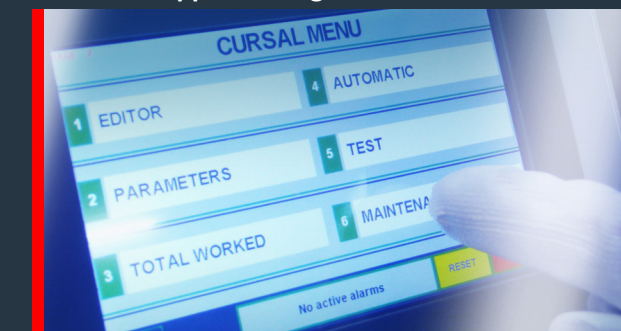 CURSAL MENU
1 EDITOR
2 PARAMETERS
3 TOTAL WORKED
4 AUTOMATIC
5 TEST
6 MAINTENA
No active alarms
RESET